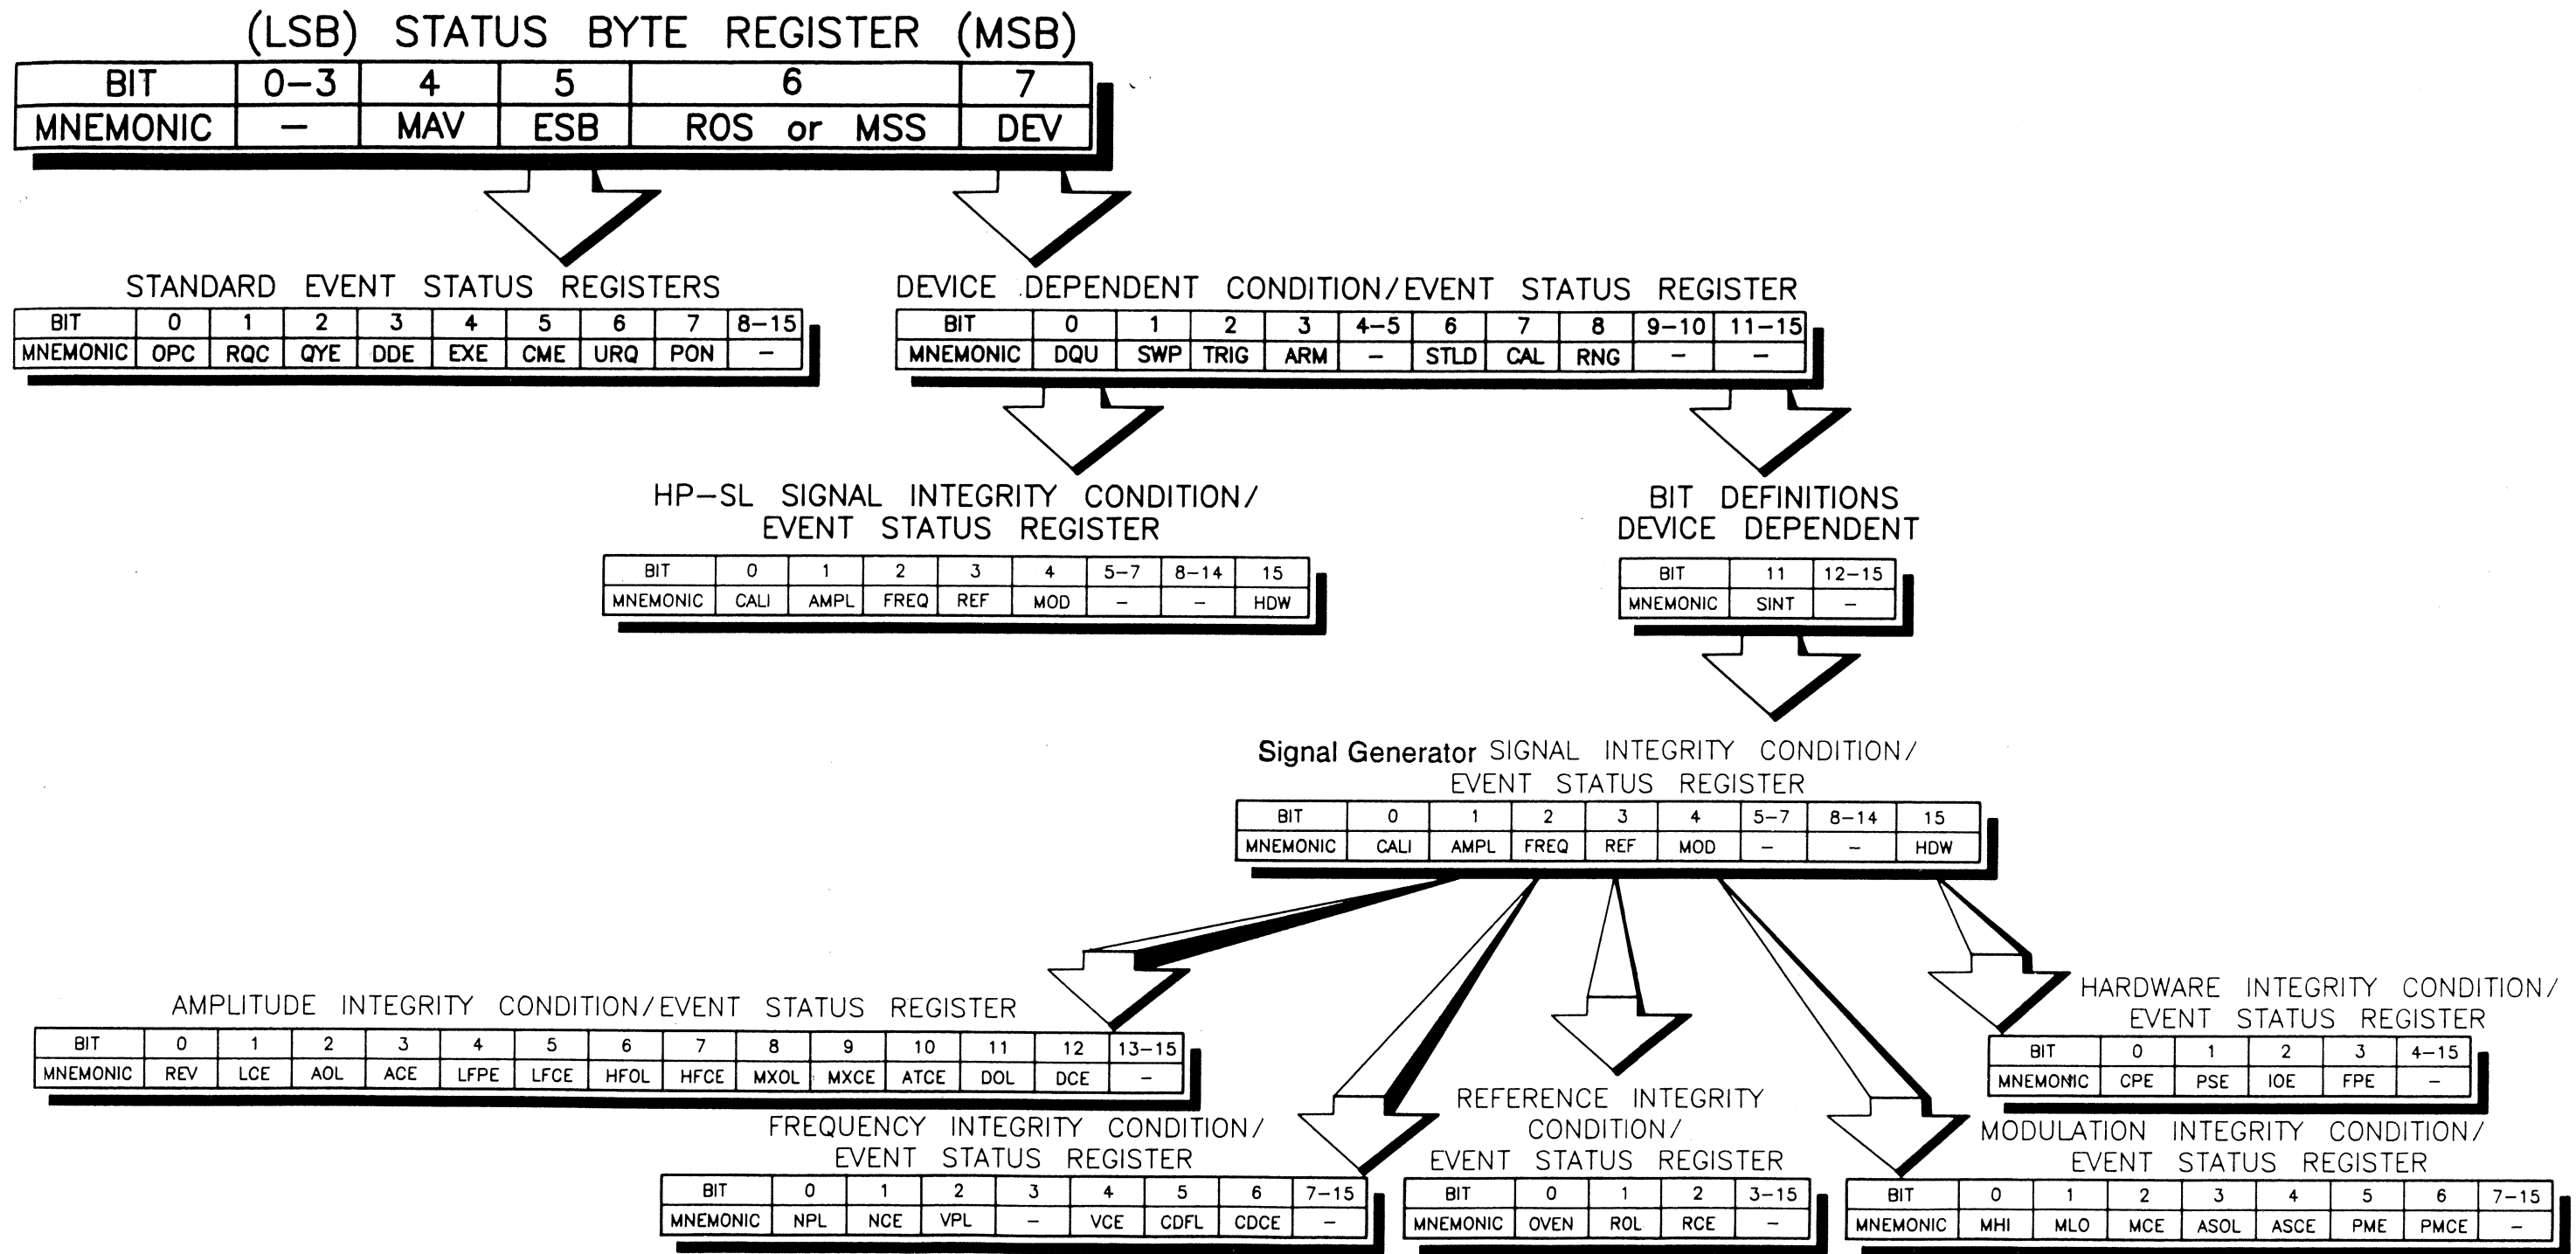 (LSB) STATUS BYTE REGISTER (MSB)
BIT 0-3 4 5 6 7
MNEMONIC - MAV ESB ROS or MSS DEV
STANDARD EVENT STATUS REGISTERS
BIT 0 1 2 3 4 5 6 7 8-15
MNEMONIC OPC RQC QYE DDE EXE CME URQ PON -
DEVICE DEPENDENT CONDITION/EVENT STATUS REGISTER
BIT 0 1 2 3 4-5 6 7 8 9-10 11-15
MNEMONIC DQU SWP TRIG ARM - STLD CAL RNG - -
HP-SL SIGNAL INTEGRITY CONDITION/
EVENT STATUS REGISTER
BIT 0 1 2 3 4 5-7 8-14 15
MNEMONIC CALI AMPL FREQ REF MOD - - HDW
BIT DEFINITIONS
DEVICE DEPENDENT
BIT 11 12-15
MNEMONIC SINT -
Signal Generator SIGNAL INTEGRITY CONDITION/
EVENT STATUS REGISTER
BIT 0 1 2 3 4 5-7 8-14 15
MNEMONIC CALI AMPL FREQ REF MOD - - HDW
AMPLITUDE INTEGRITY CONDITION/EVENT STATUS REGISTER
BIT 0 1 2 3 4 5 6 7 8 9 10 11 12 13-15
MNEMONIC REV LCE AOL ACE LFPE LFCE HFOL HFCE MXOL MXCE ATCE DOL DCE -
HARDWARE INTEGRITY CONDITION/
EVENT STATUS REGISTER
BIT 0 1 2 3 4-15
MNEMONIC CPE PSE IOE FPE -
FREQUENCY INTEGRITY CONDITION/
EVENT STATUS REGISTER
BIT 0 1 2 3 4 5 6 7-15
MNEMONIC NPL NCE VPL - VCE CDFL CDCE -
REFERENCE INTEGRITY
CONDITION/
EVENT STATUS REGISTER
BIT 0 1 2 3-15
MNEMONIC OVEN ROL RCE -
MODULATION INTEGRITY CONDITION/
EVENT STATUS REGISTER
BIT 0 1 2 3 4 5 6 7-15
MNEMONIC MHI MLO MCE ASOL ASCE PME PMCE -